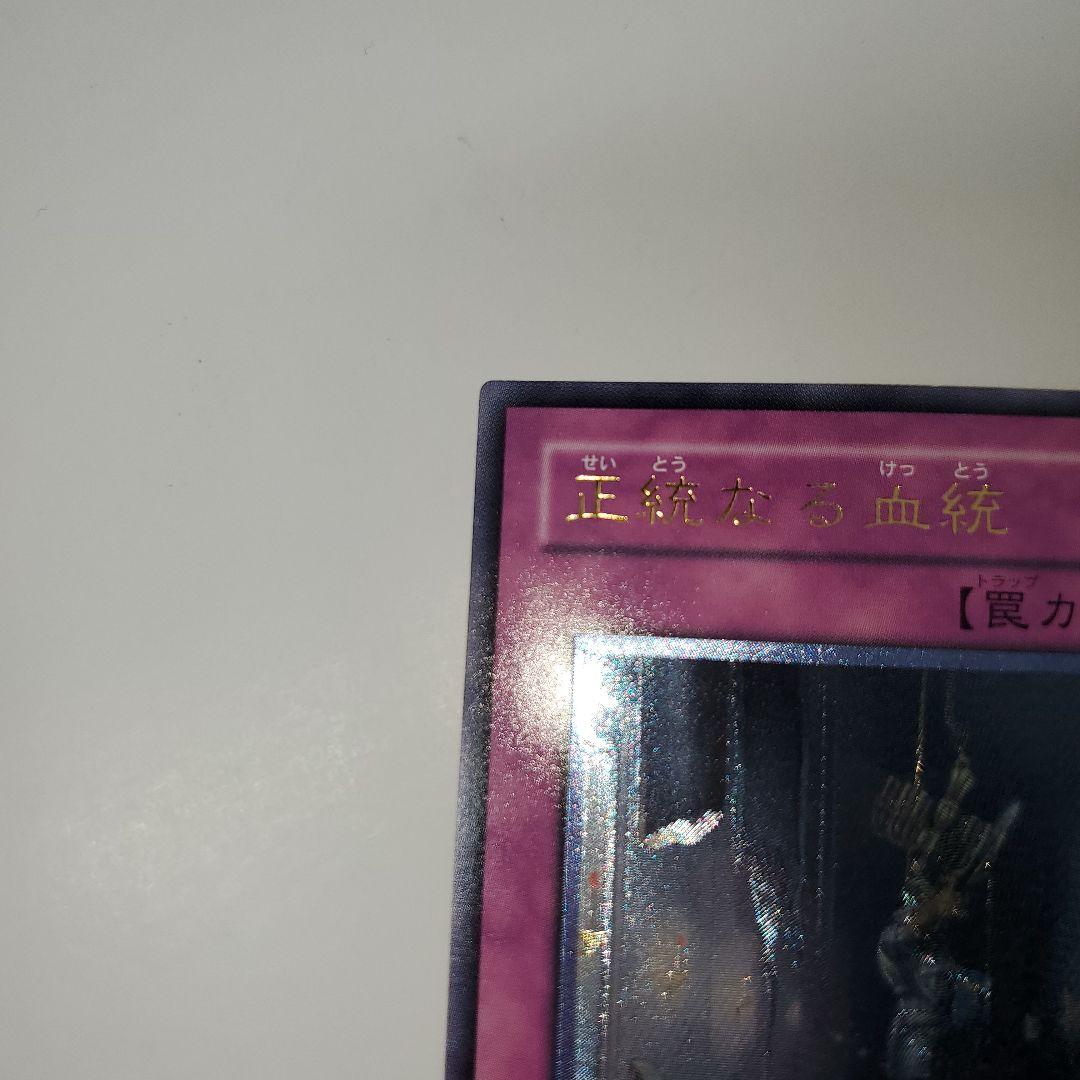 せい とう けっ とう
正統なる血統
トラップ
【罠カ